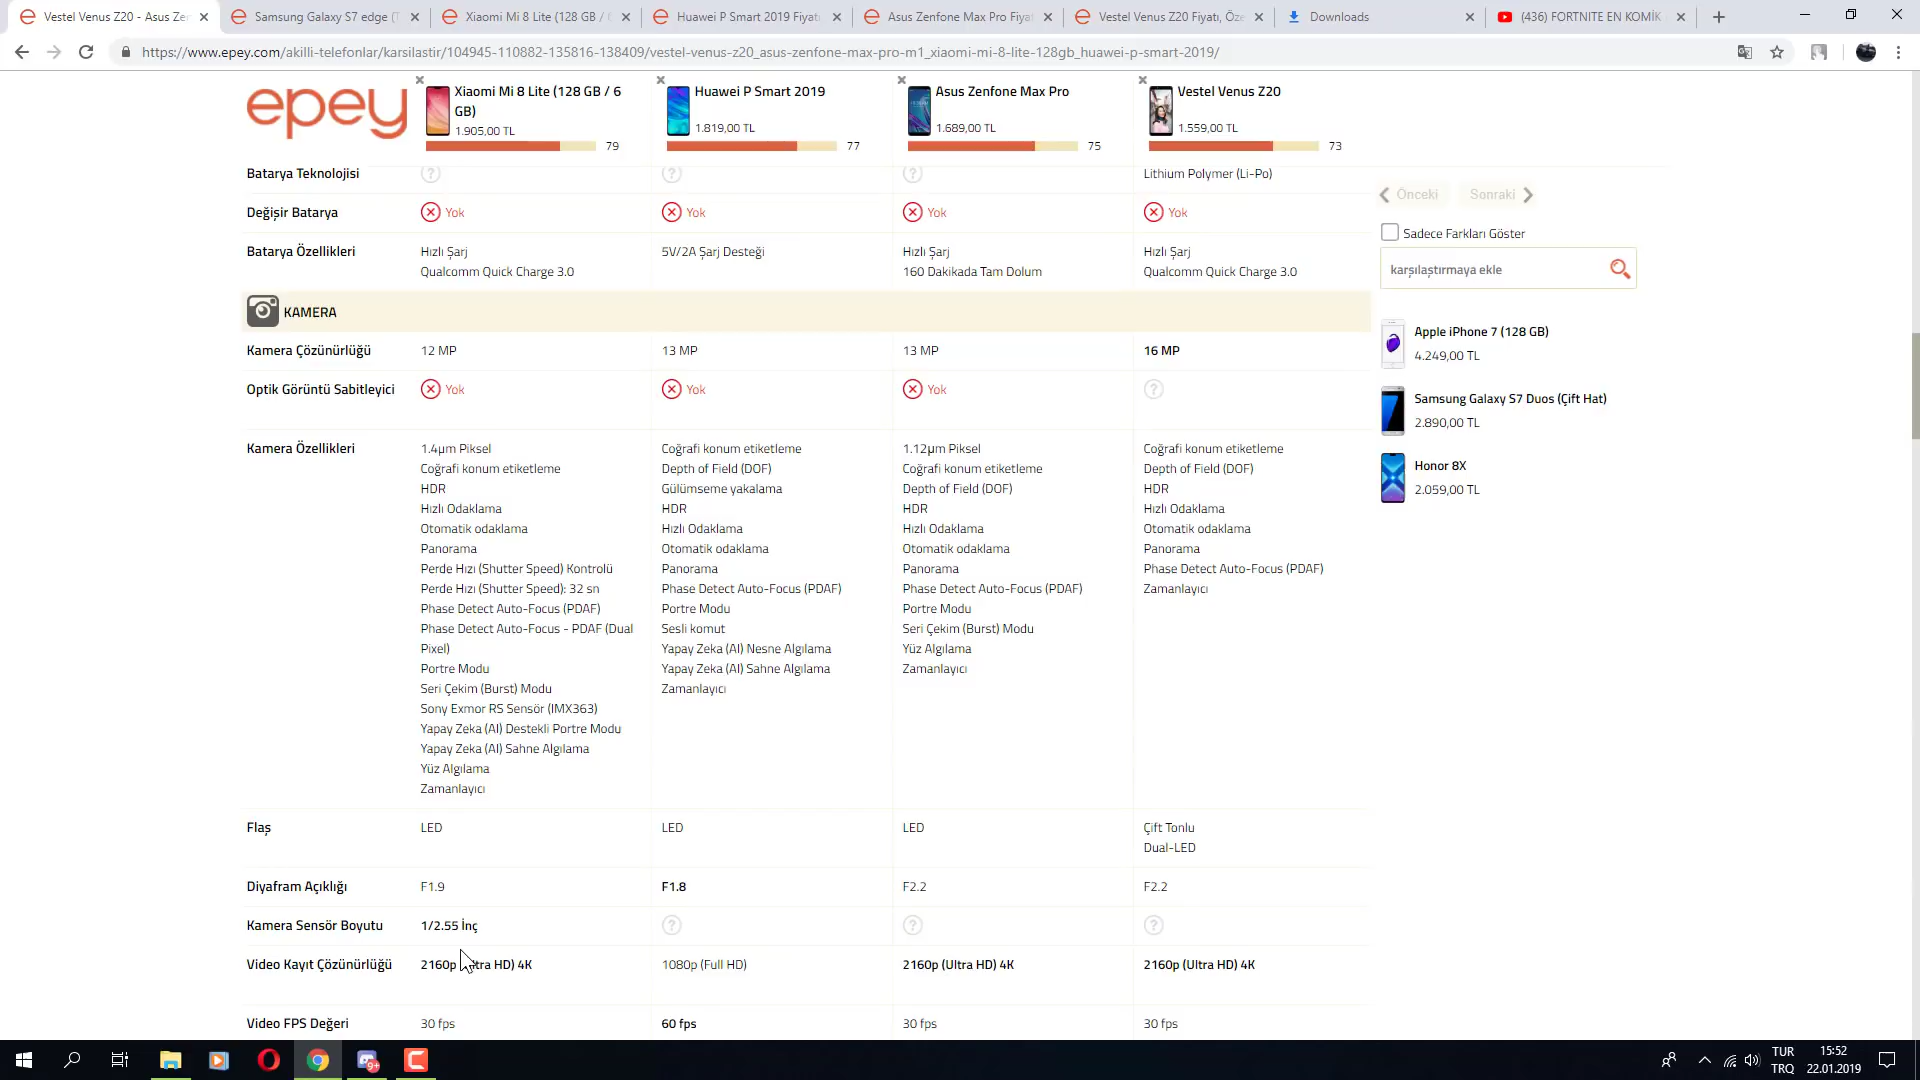 Vestel Venus Z20 - Asus Zen
Samsung Galaxy S7 edge (T
Xiaomi Mi 8 Lite (128 GB / 6
Huawei P Smart 2019 Fiyatı,
Asus Zenfone Max Pro Fiyat
Vestel Venus Z20 Fiyatı, Öze
Downloads
(436) FORTNITE EN KOMİK
https://www.epey.com/akilli-telefonlar/karsilastir/104945-110882-135816-138409/vestel-venus-z20_asus-zenfone-max-pro-m1_xiaomi-mi-8-lite-128gb_huawei-p-smart-2019/
epey
Xiaomi Mi 8 Lite (128 GB / 6 GB)
1.905,00 TL
79
Huawei P Smart 2019
1.819,00 TL
77
Asus Zenfone Max Pro
1.689,00 TL
75
Vestel Venus Z20
1.559,00 TL
73
Batarya Teknolojisi ? ? ? Lithium Polymer (Li-Po)
Değişir Batarya Yok Yok Yok Yok
Batarya Özellikleri
Hızlı Şarj
Qualcomm Quick Charge 3.0
5V/2A Şarj Desteği
Hızlı Şarj
160 Dakikada Tam Dolum
Hızlı Şarj
Qualcomm Quick Charge 3.0
KAMERA
Kamera Çözünürlüğü 12 MP 13 MP 13 MP 16 MP
Optik Görüntü Sabitleyici Yok Yok Yok ?
Kamera Özellikleri
1.4µm Piksel
Coğrafi konum etiketleme
HDR
Hızlı Odaklama
Otomatik odaklama
Panorama
Perde Hızı (Shutter Speed) Kontrolü
Perde Hızı (Shutter Speed): 32 sn
Phase Detect Auto-Focus (PDAF)
Phase Detect Auto-Focus - PDAF (Dual
Pixel)
Portre Modu
Seri Çekim (Burst) Modu
Sony Exmor RS Sensör (IMX363)
Yapay Zeka (AI) Destekli Portre Modu
Yapay Zeka (AI) Sahne Algılama
Yüz Algılama
Zamanlayıcı
Coğrafi konum etiketleme
Depth of Field (DOF)
Gülümseme yakalama
HDR
Hızlı Odaklama
Otomatik odaklama
Panorama
Phase Detect Auto-Focus (PDAF)
Portre Modu
Sesli komut
Yapay Zeka (AI) Nesne Algılama
Yapay Zeka (AI) Sahne Algılama
Zamanlayıcı
1.12µm Piksel
Coğrafi konum etiketleme
Depth of Field (DOF)
HDR
Hızlı Odaklama
Otomatik odaklama
Panorama
Phase Detect Auto-Focus (PDAF)
Portre Modu
Seri Çekim (Burst) Modu
Yüz Algılama
Zamanlayıcı
Coğrafi konum etiketleme
Depth of Field (DOF)
HDR
Hızlı Odaklama
Otomatik odaklama
Panorama
Phase Detect Auto-Focus (PDAF)
Zamanlayıcı
Flaş LED LED LED Çift Tonlu
Dual-LED
Diyafram Açıklığı F1.9 F1.8 F2.2 F2.2
Kamera Sensör Boyutu 1/2.55 İnç ? ? ?
Video Kayıt Çözünürlüğü 2160p (Ultra HD) 4K 1080p (Full HD) 2160p (Ultra HD) 4K 2160p (Ultra HD) 4K
Video FPS Değeri 30 fps 60 fps 30 fps 30 fps
Önceki Sonraki
Sadece Farkları Göster
karşılaştırmaya ekle
Apple iPhone 7 (128 GB)
4.249,00 TL
Samsung Galaxy S7 Duos (Çift Hat)
2.890,00 TL
Honor 8X
2.059,00 TL
9+
TUR
TRQ
15:52
22.01.2019